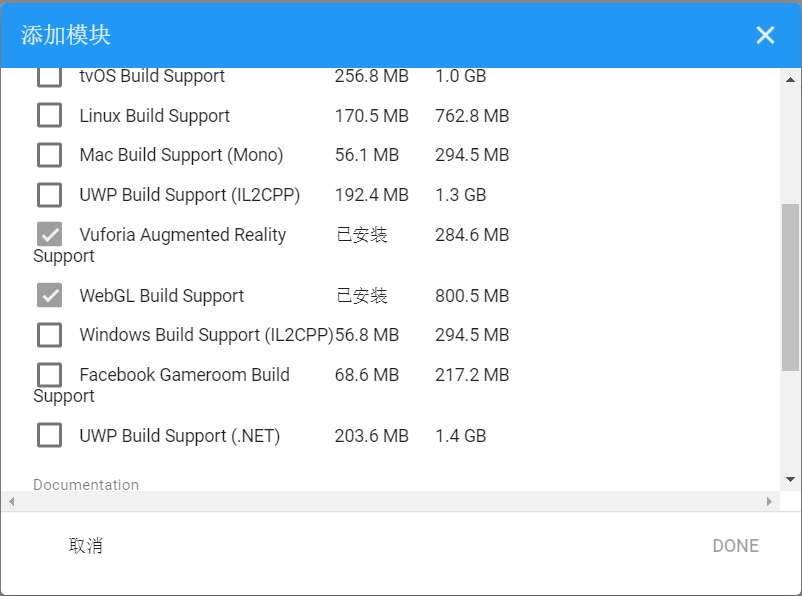 添加模块
tvOS Build Support 256.8 MB 1.0 GB
Linux Build Support 170.5 MB 762.8 MB
Mac Build Support (Mono) 56.1 MB 294.5 MB
UWP Build Support (IL2CPP) 192.4 MB 1.3 GB
Vuforia Augmented Reality 已安装 284.6 MB
Support
WebGL Build Support 已安装 800.5 MB
Windows Build Support (IL2CPP) 56.8 MB 294.5 MB
Facebook Gameroom Build 68.6 MB 217.2 MB
Support
UWP Build Support (.NET) 203.6 MB 1.4 GB
Documentation
取消 DONE